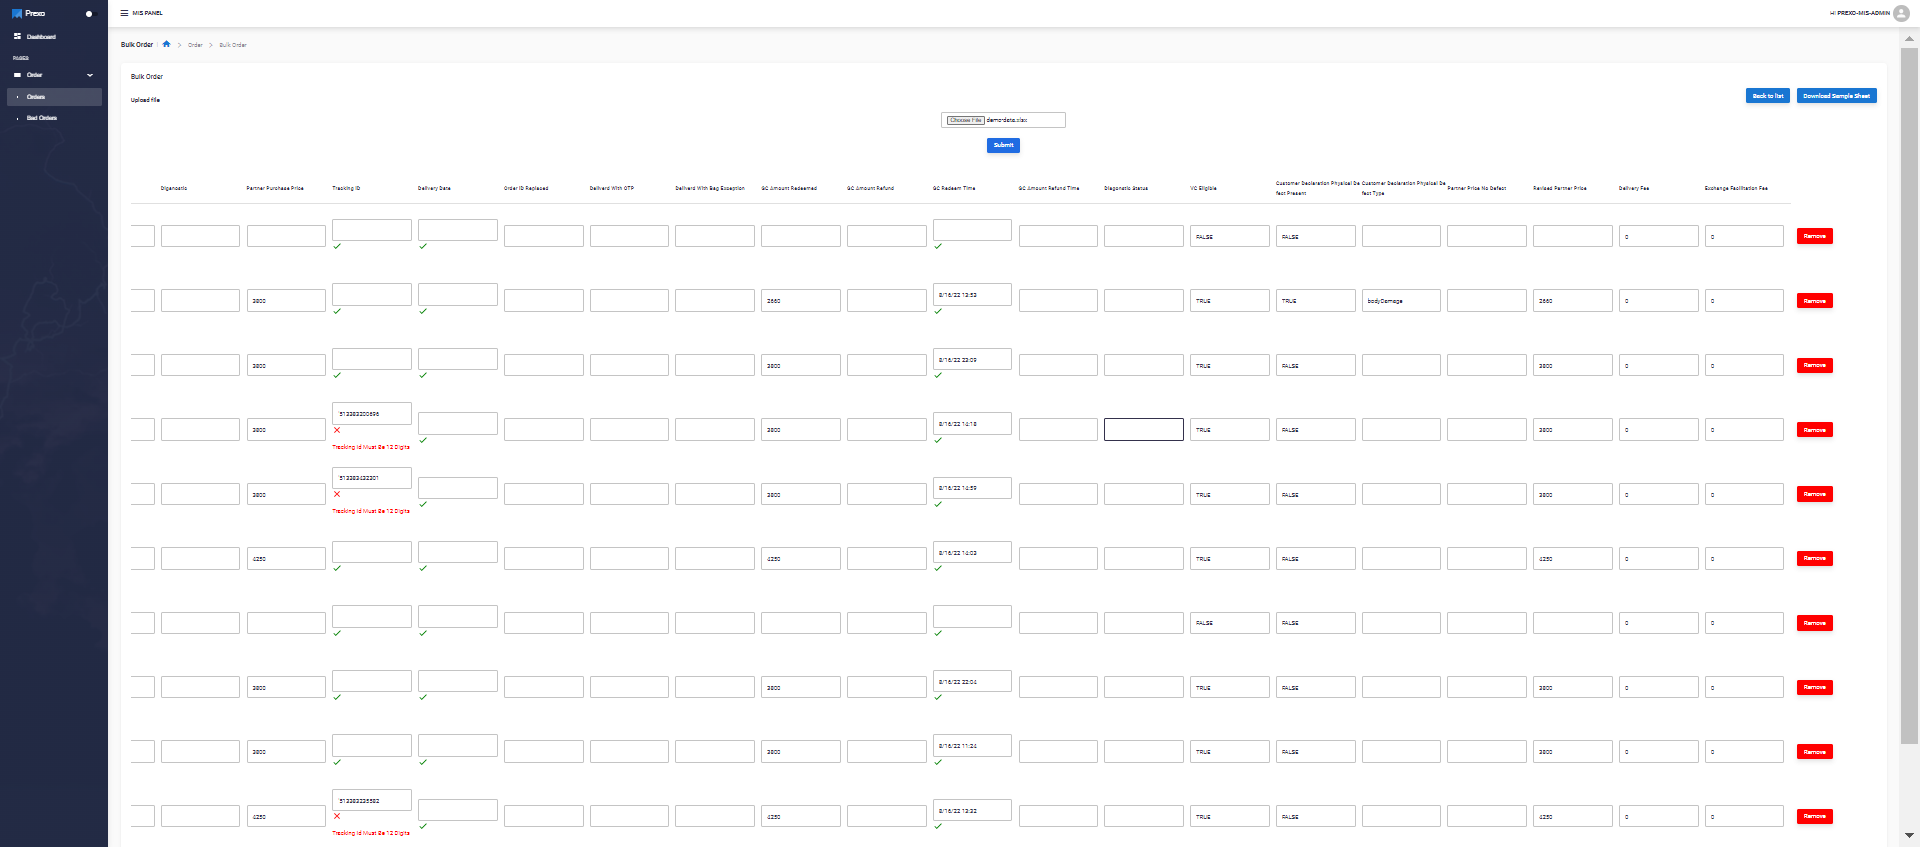 Prexo
MIS PANEL
HI PREXO-MIS-ADMIN
Dashboard
PAGES
Order
Orders
Bad Orders
Bulk Order
Order
Bulk Order
Bulk Order
Upload file
Back to list
Download Sample Sheet
Choose File demo-data.xlsx
Submit
Diganostic
Partner Purchase Price
Tracking ID
Delivery Date
Order ID Replaced
Deliverd With OTP
Deliverd With Bag Exception
GC Amount Redeemed
GC Amount Refund
GC Redeem Time
GC Amount Refund Time
Diagonstic Status
VC Eligible
Customer Declaration Physical De
fect Present
Customer Declaration Physical De
fect Type
Partner Price No Defect
Revised Partner Price
Delivery Fee
Exchange Facilitation Fee
FALSE FALSE 0 0 Remove
3800 2660 8/16/22 13:53 TRUE TRUE bodyDamage 2660 0 0 Remove
3800 3800 8/16/22 23:09 TRUE FALSE 3800 0 0 Remove
3800 '513383200696 3800 8/16/22 14:18 TRUE FALSE 3800 0 0 Remove
Tracking Id Must Be 12 Digits
3800 '513383432301 3800 8/16/22 14:59 TRUE FALSE 3800 0 0 Remove
Tracking Id Must Be 12 Digits
4250 4250 8/16/22 14:03 TRUE FALSE 4250 0 0 Remove
FALSE FALSE 0 0 Remove
3800 3800 8/16/22 22:04 TRUE FALSE 3800 0 0 Remove
3800 3800 8/16/22 11:24 TRUE FALSE 3800 0 0 Remove
4250 '513383235582 4250 8/16/22 13:32 TRUE FALSE 4250 0 0 Remove
Tracking Id Must Be 12 Digits